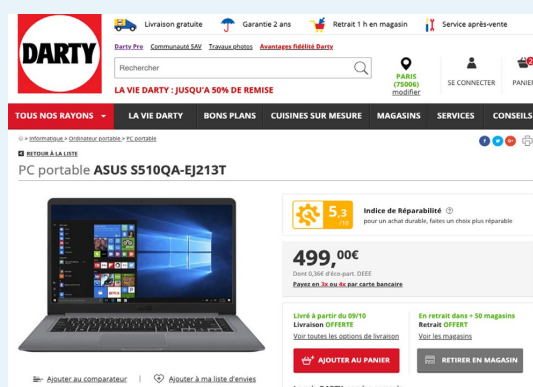 Livraison gratuite Garantie 2 ans Retrait 1 h en magasin Service après-vente
DARTY
Darty Pro Communauté SAV Travaux photos Avantages fidélité Darty
Rechercher
LA VIE DARTY : JUSQU'A 50% DE REMISE
PARIS
(75006)
modifier
SE CONNECTER
2
PANIER
TOUS NOS RAYONS LA VIE DARTY BONS PLANS CUISINES SUR MESURE MAGASINS SERVICES CONSEILS
> Informatique > Ordinateur portable > PC portable
RETOUR À LA LISTE
PC portable ASUS S510QA-EJ213T
5,3
/10
Indice de Réparabilité
pour un achat durable, faites un choix plus réparable
499,00€
Dont 0,36€ d'éco-part. DEEE
Payez en 3x ou 4x par carte bancaire
Livré à partir du 09/10
Livraison OFFERTE
Voir toutes les options de livraison
En retrait dans + 50 magasins
Retrait OFFERT
Voir les magasins
AJOUTER AU PANIER
RETIRER EN MAGASIN
Ajouter au comparateur | Ajouter à ma liste d'envies